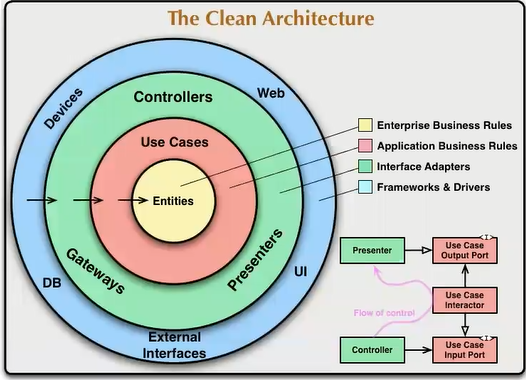 The Clean Architecture
Devices
Web
Controllers
Use Cases
Entities
Gateways
Presenters
DB
UI
External
Interfaces
Enterprise Business Rules
Application Business Rules
Interface Adapters
Frameworks & Drivers
Presenter
<I>
Use Case
Output Port
Flow of control
Use Case
Interactor
Controller
<I>
Use Case
Input Port